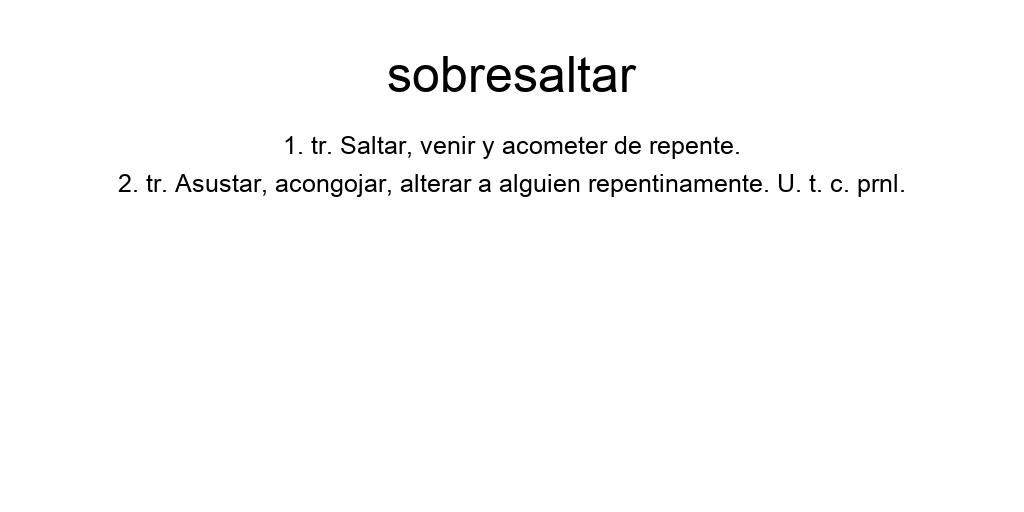 sobresaltar
1. tr. Saltar, venir y acometer de repente.
2. tr. Asustar, acongojar, alterar a alguien repentinamente. U. t. c. prnl.